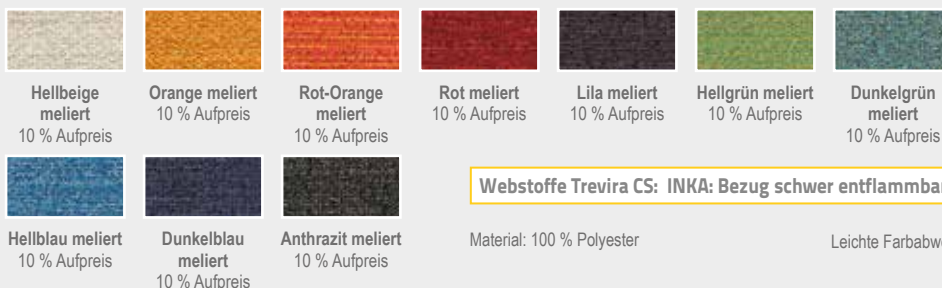 Hellbeige
meliert
10 % Aufpreis
Orange meliert
10 % Aufpreis
Rot-Orange
meliert
10 % Aufpreis
Rot meliert
10 % Aufpreis
Lila meliert
10 % Aufpreis
Hellgrün meliert
10 % Aufpreis
Dunkelgrün
meliert
10 % Aufpreis
Hellblau meliert
10 % Aufpreis
Dunkelblau
meliert
10 % Aufpreis
Anthrazit meliert
10 % Aufpreis
Webstoffe Trevira CS: INKA: Bezug schwer
Material: 100 % Polyester
Leichte